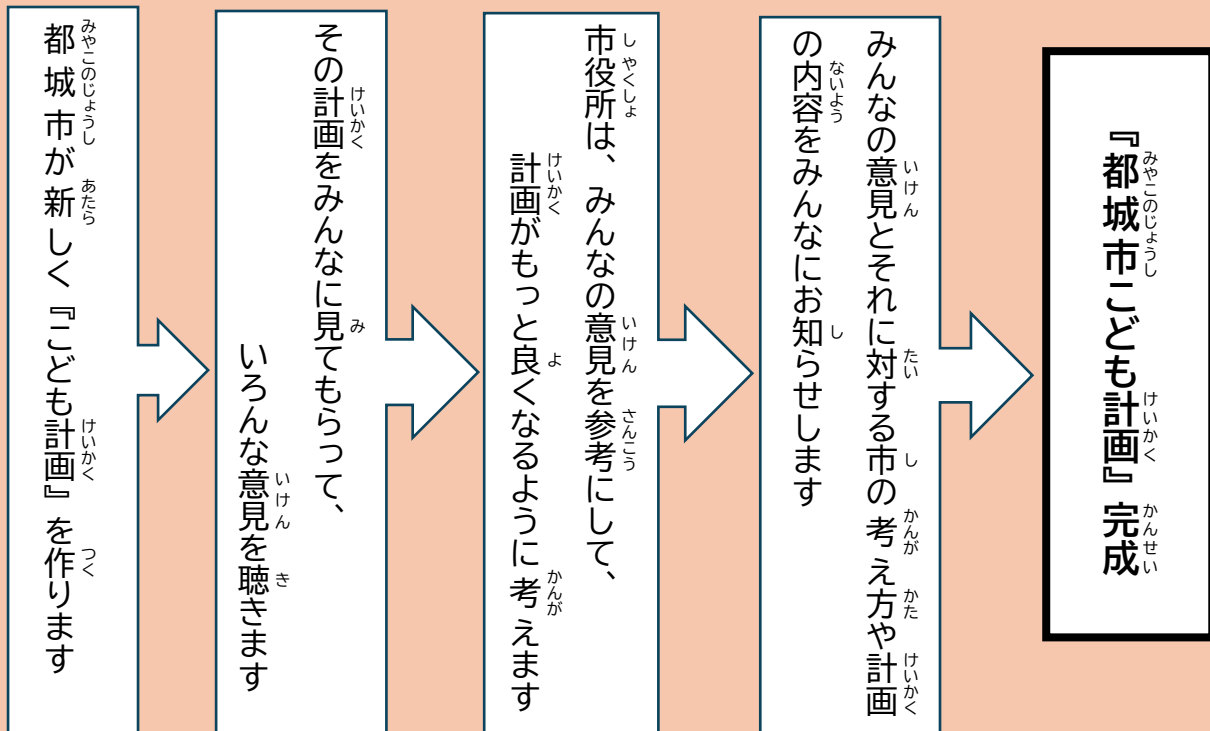 都城市が新しく『こども計画』を作ります
その計画をみんなに見てもらって、
いろんな意見を聴きます
市役所は、みんなの意見を参考にして、
計画がもっと良くなるように考えます
みんなの意見とそれに対する市の考え方や計画
の内容をみんなにお知らせします
『都城市こども計画』完成